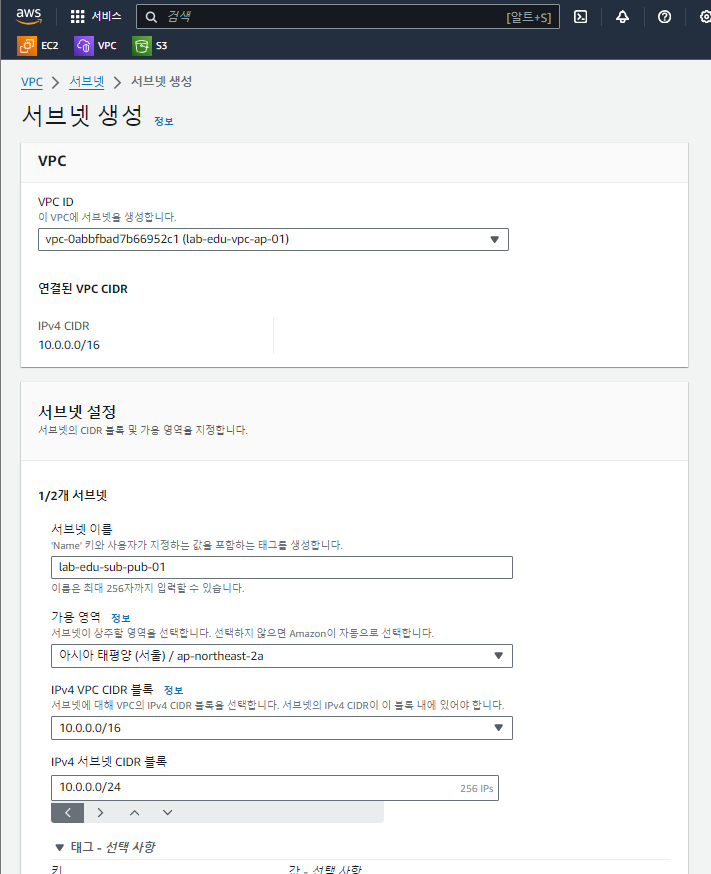 aws 서비스 검색 [알트+S]
EC2 VPC S3
VPC > 서브넷 > 서브넷 생성
서브넷 생성 정보
VPC
VPC ID
이 VPC에 서브넷을 생성합니다.
vpc-0abbfbad7b66952c1 (lab-edu-vpc-ap-01)
연결된 VPC CIDR
IPv4 CIDR
10.0.0.0/16
서브넷 설정
서브넷의 CIDR 블록 및 가용 영역을 지정합니다.
1/2개 서브넷
서브넷 이름
'Name' 키와 사용자가 지정하는 값을 포함하는 태그를 생성합니다.
lab-edu-sub-pub-01
이름은 최대 256자까지 입력할 수 있습니다.
가용 영역 정보
서브넷이 상주할 영역을 선택합니다. 선택하지 않으면 Amazon이 자동으로 선택합니다.
아시아 태평양 (서울) / ap-northeast-2a
IPv4 VPC CIDR 블록 정보
서브넷에 대해 VPC의 IPv4 CIDR 블록을 선택합니다. 서브넷의 IPv4 CIDR이 이 블록 내에 있어야 합니다.
10.0.0.0/16
IPv4 서브넷 CIDR 블록
10.0.0.0/24 256 IPs
태그 - 선택 사항
키 값 - 선택 사항